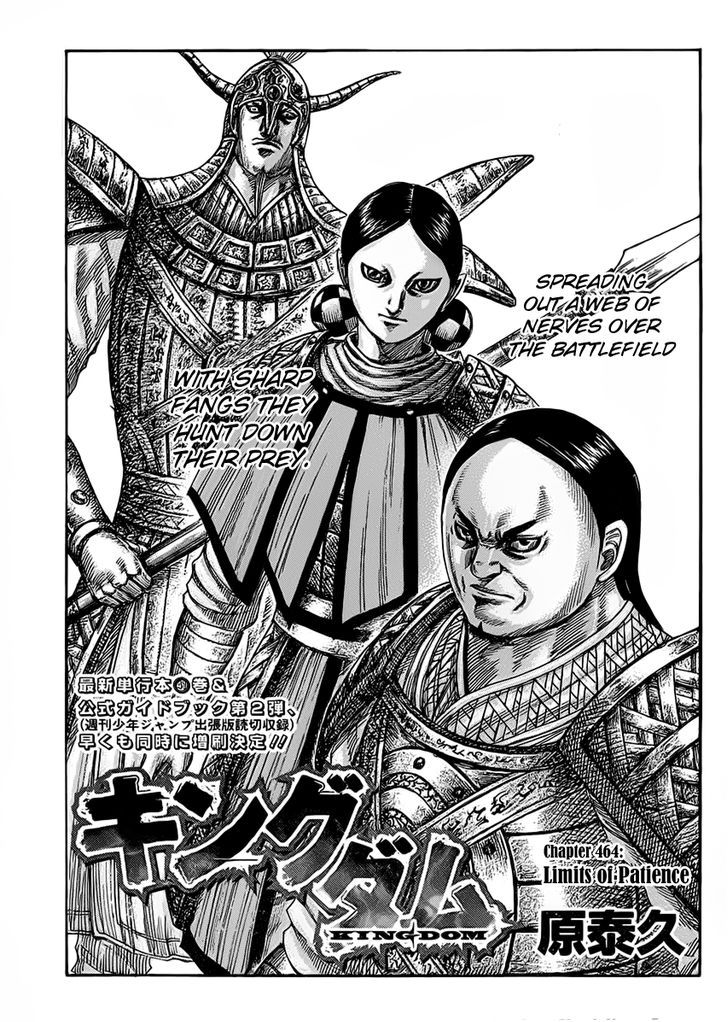 SPREADING
OUT A WEB OF
NERVES OVER
THE BATTLEFIELD
WITH SHARP
FANGS THEY
HUNT DOWN
THEIR PREY.
最新単行本 巻&
公式ガイドブック第2弾、
(週刊少年ジャンプ出張版読切収録)
早くも同時に増刷決定!!
キングダム
KINGDOM
Chapter 464:
Limits of Patience
原泰久